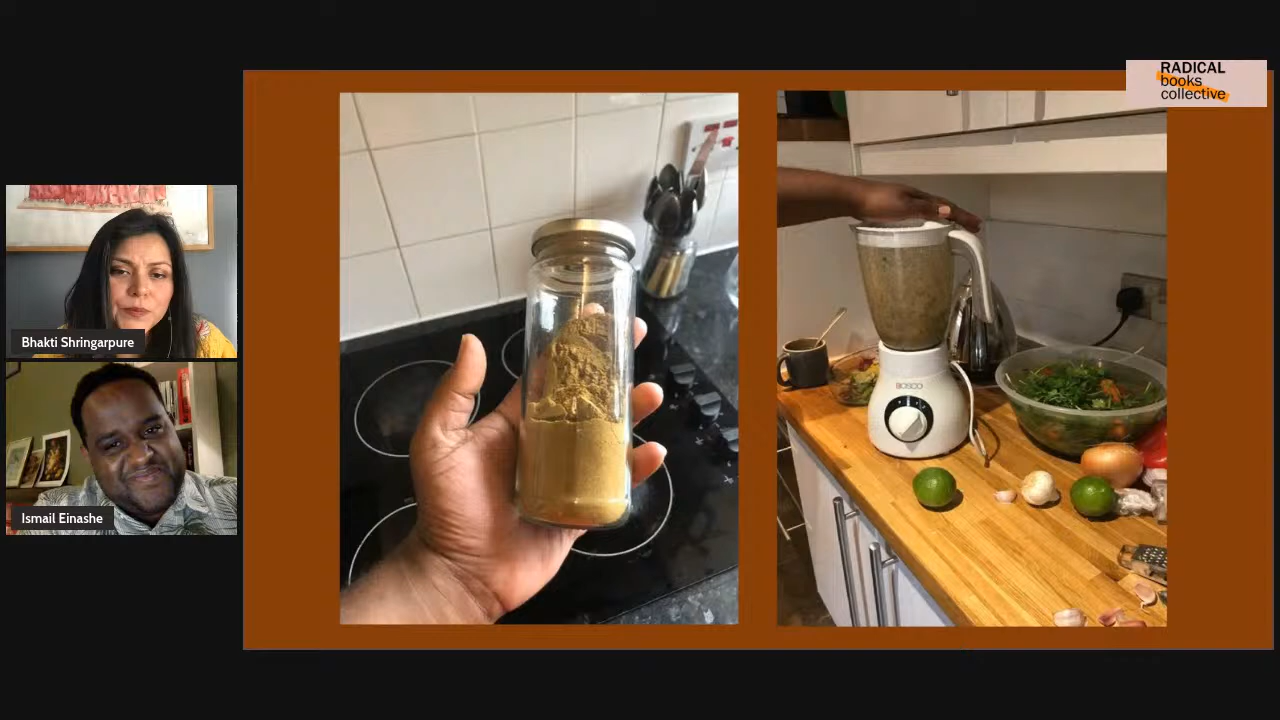 RADICAL
books
collective
Bhakti Shringarpure
Ismail Einashe
BOSCO